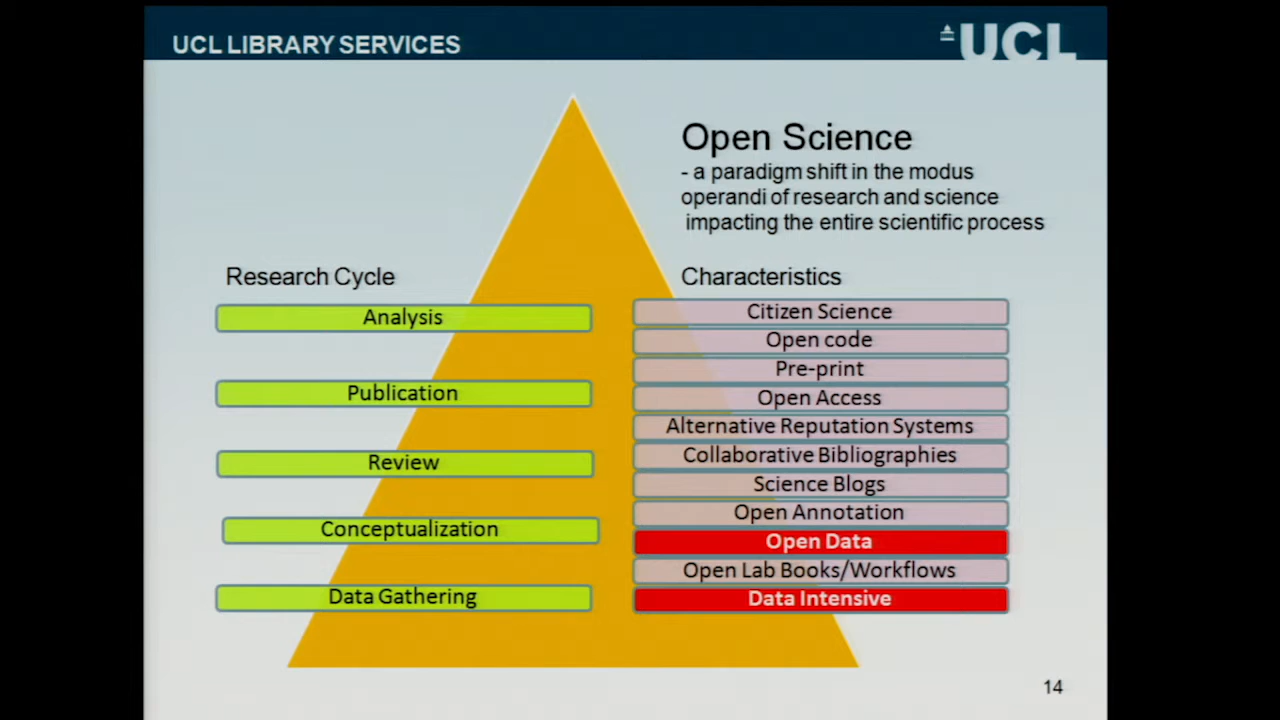 UCL LIBRARY SERVICES
UCL
Open Science
- a paradigm shift in the modus
operandi of research and science
impacting the entire scientific process
Research Cycle
Analysis
Publication
Review
Conceptualization
Data Gathering
Characteristics
Citizen Science
Open code
Pre-print
Open Access
Alternative Reputation Systems
Collaborative Bibliographies
Science Blogs
Open Annotation
Open Data
Open Lab Books/Workflows
Data Intensive
14